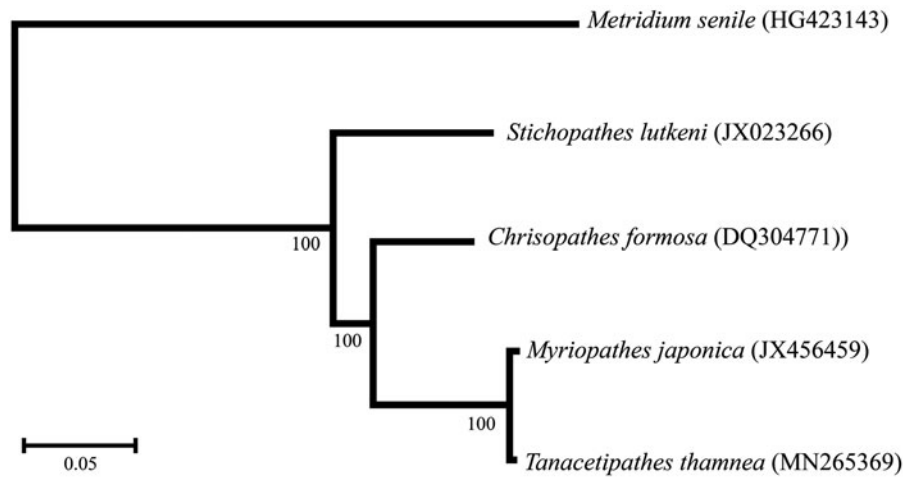 Metridium senile (HG423143)
Stichopathes lutkeni (JX023266)
100
Chrisopathes formosa (DQ304771))
100
Myriopathes japonica (JX456459)
100
0.05
Tanacetipathes thamnea (MN265369)